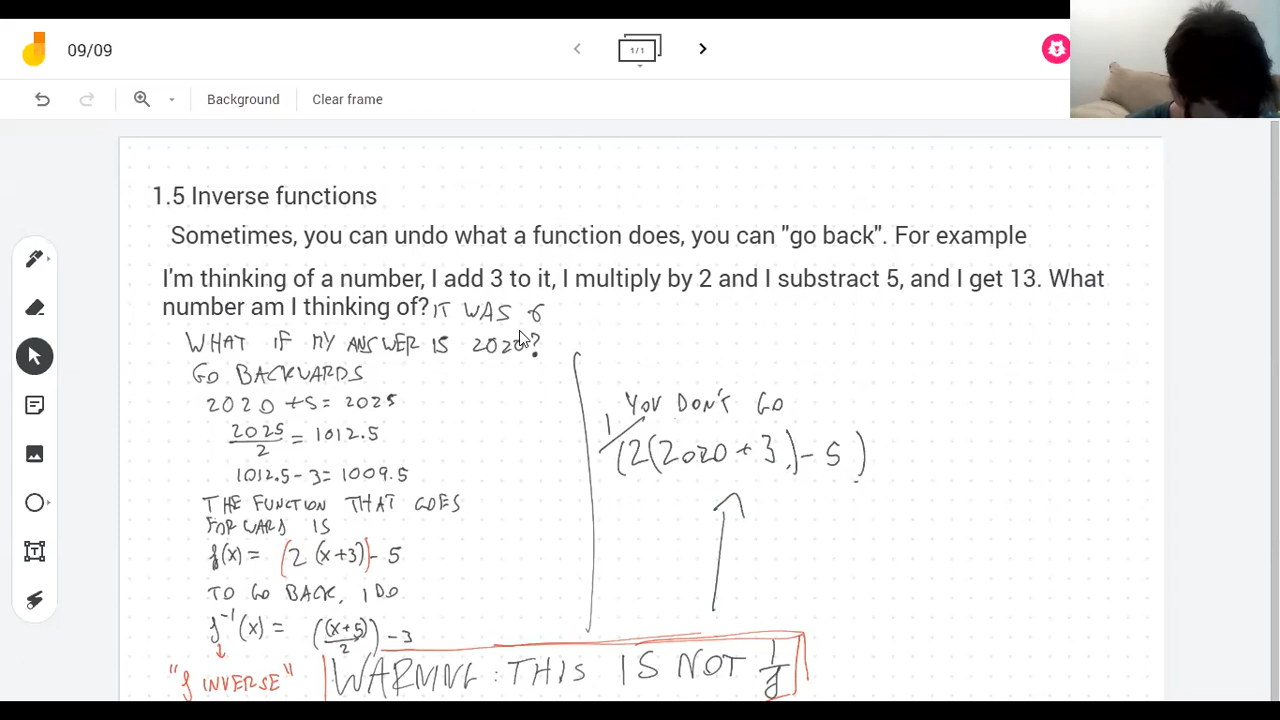 09/09
1/1
Background
Clear frame
1.5 Inverse functions
Sometimes, you can undo what a function does, you can "go back". For example
I'm thinking of a number, I add 3 to it, I multiply by 2 and I substract 5, and I get 13. What
number am I thinking of? IT WAS 6
WHAT IF MY ANSWER IS 2020?
GO BACKWARDS
2020 +5 = 2025
2025/2 = 1012.5
1012.5 - 3 = 1009.5
THE FUNCTION THAT GOES
FORWARD IS
f(x) = (2 (x+3)) - 5
TO GO BACK, I DO
f⁻¹(x) = ((x+5)/2) - 3
"f INVERSE"
YOU DON'T GO
1/(2(2020 + 3) - 5)
WARNING: THIS IS NOT 1/f